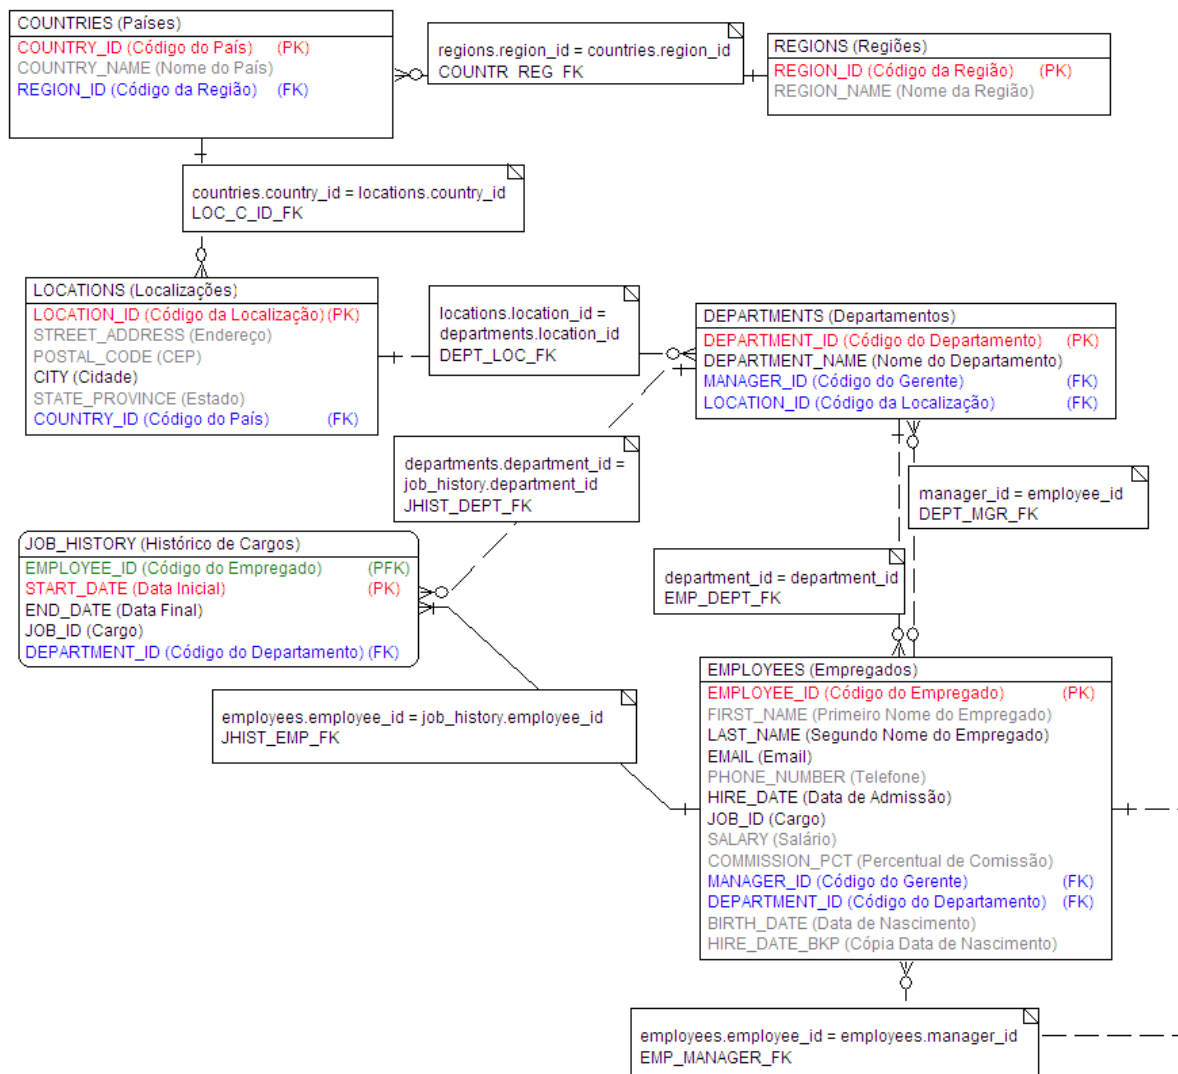 COUNTRIES (Países)
COUNTRY_ID (Código do País) (PK)
COUNTRY_NAME (Nome do País)
REGION_ID (Código da Região) (FK)
regions.region_id = countries.region_id
COUNTR_REG_FK
REGIONS (Regiões)
REGION_ID (Código da Região) (PK)
REGION_NAME (Nome da Região)
countries.country_id = locations.country_id
LOC_C_ID_FK
LOCATIONS (Localizações)
LOCATION_ID (Código da Localização) (PK)
STREET_ADDRESS (Endereço)
POSTAL_CODE (CEP)
CITY (Cidade)
STATE_PROVINCE (Estado)
COUNTRY_ID (Código do País) (FK)
locations.location_id =
departments.location_id
DEPT_LOC_FK
DEPARTMENTS (Departamentos)
DEPARTMENT_ID (Código do Departamento) (PK)
DEPARTMENT_NAME (Nome do Departamento)
MANAGER_ID (Código do Gerente) (FK)
LOCATION_ID (Código da Localização) (FK)
departments.department_id =
job_history.department_id
JHIST_DEPT_FK
manager_id = employee_id
DEPT_MGR_FK
JOB_HISTORY (Histórico de Cargos)
EMPLOYEE_ID (Código do Empregado) (PFK)
START_DATE (Data Inicial) (PK)
END_DATE (Data Final)
JOB_ID (Cargo)
DEPARTMENT_ID (Código do Departamento) (FK)
department_id = department_id
EMP_DEPT_FK
employees.employee_id = job_history.employee_id
JHIST_EMP_FK
EMPLOYEES (Empregados)
EMPLOYEE_ID (Código do Empregado) (PK)
FIRST_NAME (Primeiro Nome do Empregado)
LAST_NAME (Segundo Nome do Empregado)
EMAIL (Email)
PHONE_NUMBER (Telefone)
HIRE_DATE (Data de Admissão)
JOB_ID (Cargo)
SALARY (Salário)
COMMISSION_PCT (Percentual de Comissão)
MANAGER_ID (Código do Gerente) (FK)
DEPARTMENT_ID (Código do Departamento) (FK)
BIRTH_DATE (Data de Nascimento)
HIRE_DATE_BKP (Cópia Data de Nascimento)
employees.employee_id = employees.manager_id
EMP_MANAGER_FK